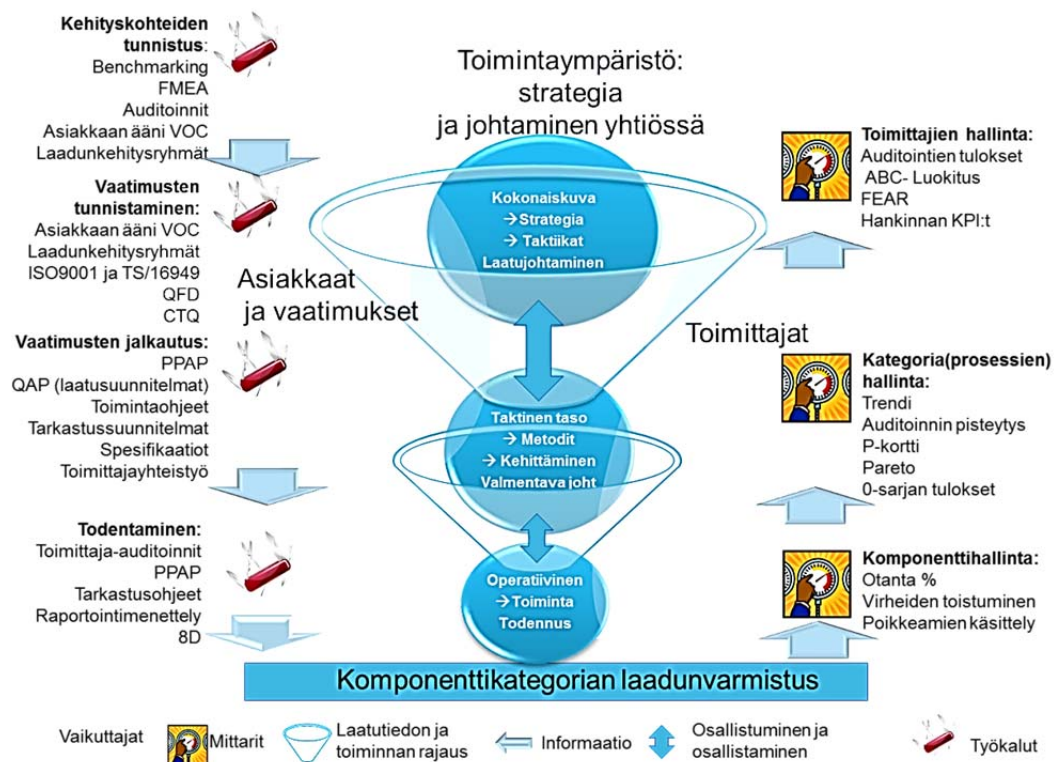 Kehityskohteiden
tunnistus:
Benchmarking
FMEA
Auditoinnit
Asiakkaan ääni VOC
Laadunkehitysryhmät
Vaatimusten
tunnistaminen:
Asiakkaan ääni VOC
Laadunkehitysryhmät
ISO9001 ja TS/16949
QFD
CTQ
Vaatimusten jalkautus:
PPAP
QAP (laatusuunnitelmat)
Toimintaohjeet
Tarkastussuunnitelmat
Spesifikaatiot
Toimittajayhteistyö
Todentaminen:
Toimittaja-auditoinnit
PPAP
Tarkastusohjeet
Raportointimenettely
8D
Toimintaympäristö:
strategia
ja johtaminen yhtiössä
Asiakkaat
ja vaatimukset
Kokonaiskuva
→Strategia
→ Taktiikat
Laatujohtaminen
Taktinen taso
→ Metodit
→ Kehittäminen
Valmentava joht
Operatiivinen
→ Toiminta
Todennus
Toimittajat
Toimittajien hallinta:
Auditointien tulokset
ABC- Luokitus
FEAR
Hankinnan KPI:t
Kategoria(prosessien)
hallinta:
Trendi
Auditoinnin pisteytys
P-kortti
Pareto
0-sarjan tulokset
Komponenttihallinta:
Otanta %
Virheiden toistuminen
Poikkeamien käsittely
Komponenttikategorian laadunvarmistus
Vaikuttajat
Mittarit
Laatutiedon ja
toiminnan rajaus
Informaatio
Osallistuminen ja
osallistaminen
Työkalut